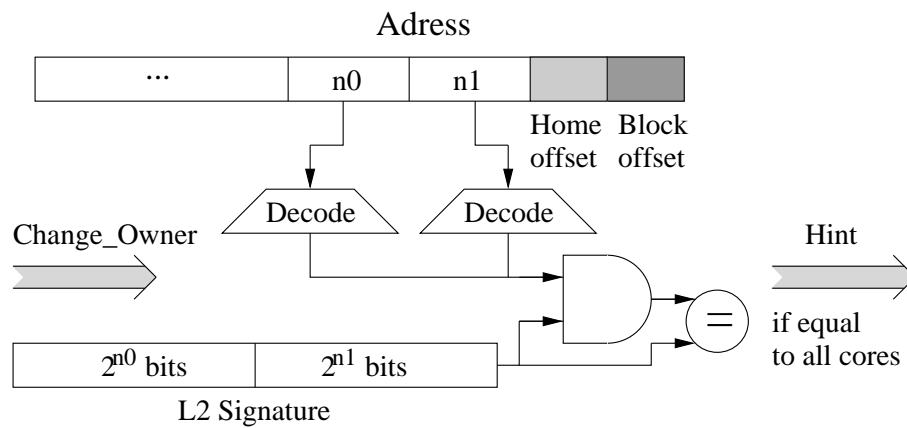 Adress
...
n0
n1
Home
offset
Block
offset
Decode
Decode
Change_Owner
Hint
=
if equal
to all cores
2^n0 bits
2^n1 bits
L2 Signature